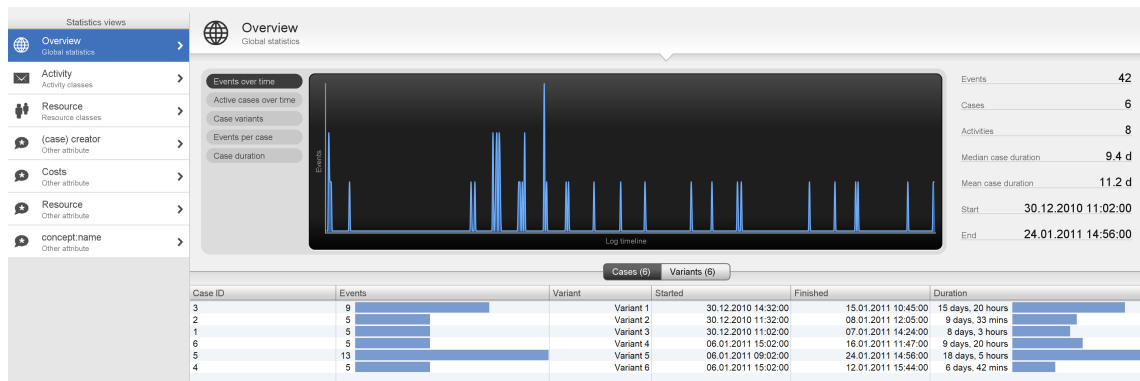 Statistics views
Overview
Global statistics
Activity
Activity classes
Resource
Resource classes
(case) creator
Other attribute
Costs
Other attribute
Resource
Other attribute
concept:name
Other attribute
Overview
Global statistics
Events over time
Active cases over time
Case variants
Events per case
Case duration
Events
Log timeline
Events 42
Cases 6
Activities 8
Median case duration 9.4 d
Mean case duration 11.2 d
Start 30.12.2010 11:02:00
End 24.01.2011 14:56:00
Cases (6) Variants (6)
Case ID Events Variant Started Finished Duration
3 9 Variant 1 30.12.2010 14:32:00 15.01.2011 10:45:00 15 days, 20 hours
2 5 Variant 2 30.12.2010 11:32:00 08.01.2011 12:05:00 9 days, 33 mins
1 5 Variant 3 30.12.2010 11:02:00 07.01.2011 14:24:00 8 days, 3 hours
6 5 Variant 4 06.01.2011 15:02:00 16.01.2011 11:47:00 9 days, 20 hours
5 13 Variant 5 06.01.2011 09:02:00 24.01.2011 14:56:00 18 days, 5 hours
4 5 Variant 6 06.01.2011 15:02:00 12.01.2011 15:44:00 6 days, 42 mins